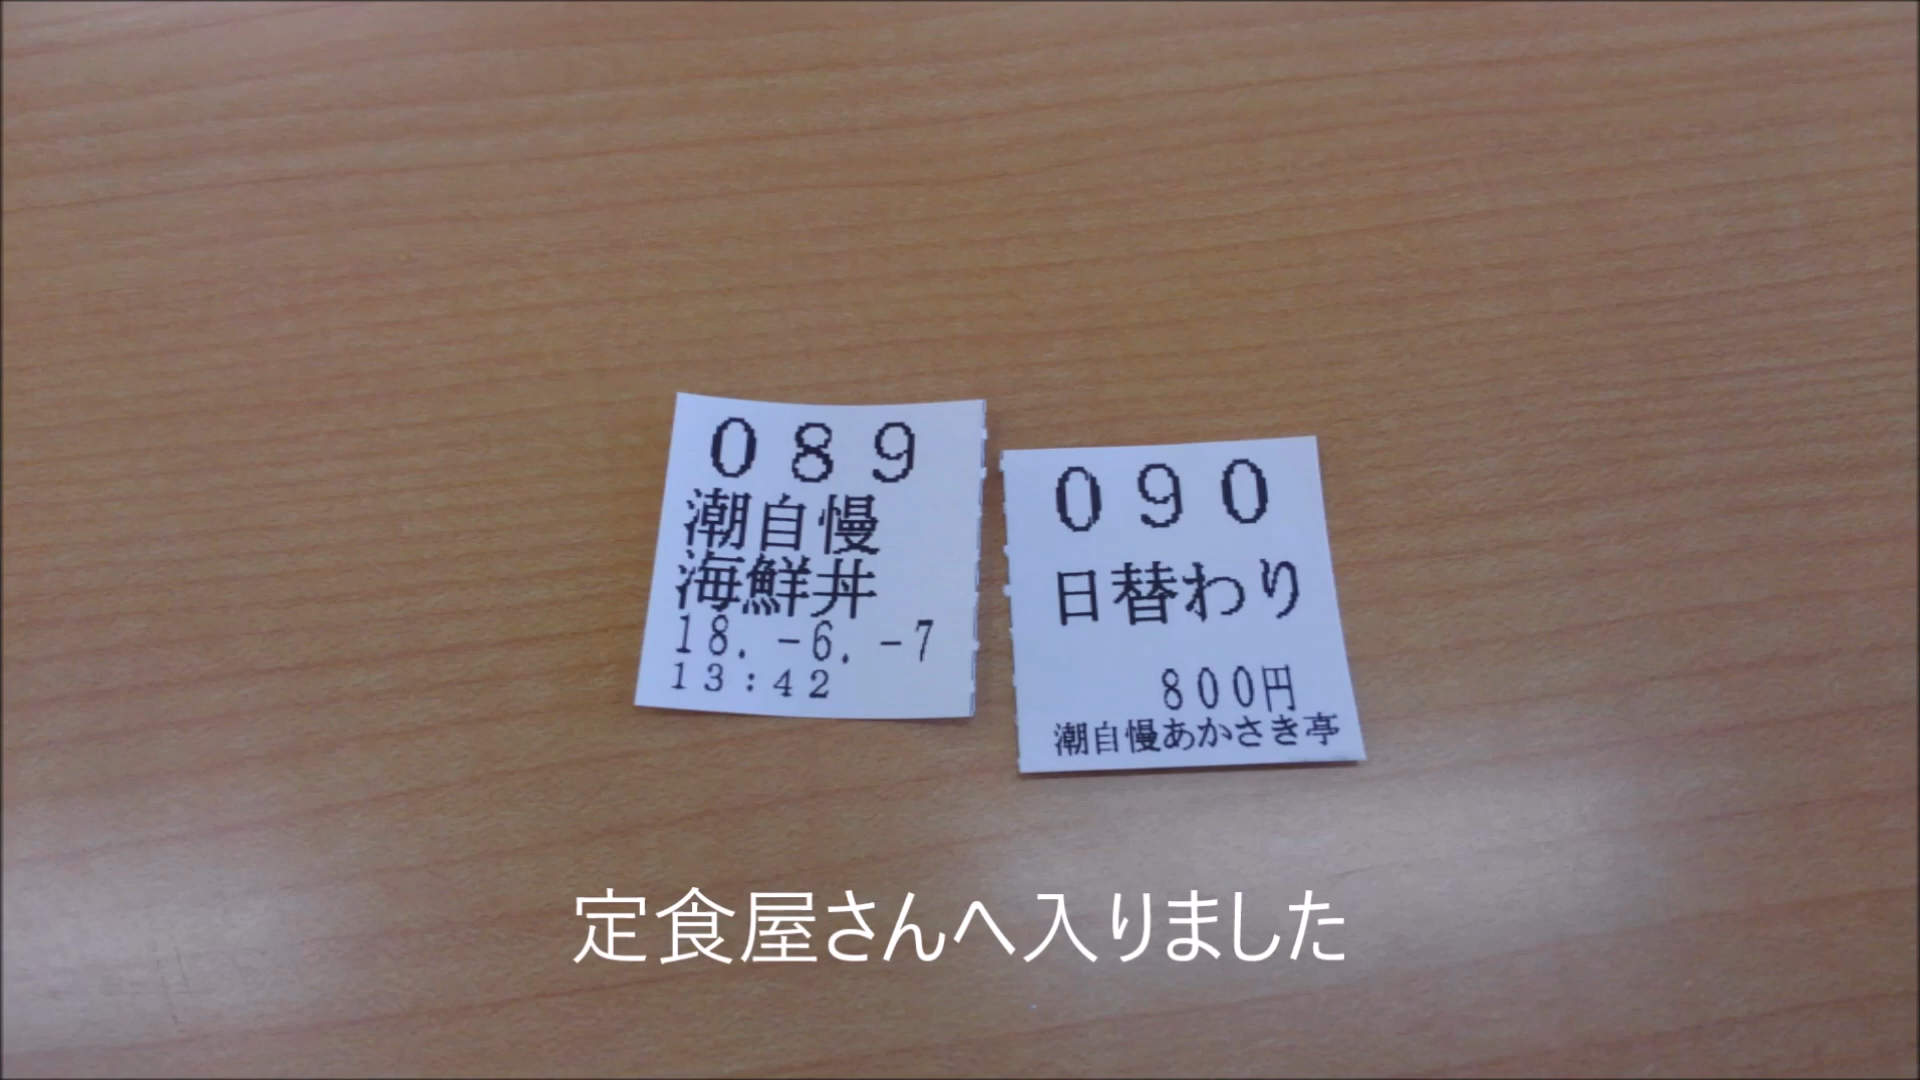 089
潮自慢
海鮮丼
18.-6.-7
13:42
090
日替わり
800円
潮自慢あかさき亭
定食屋さんへ入りました